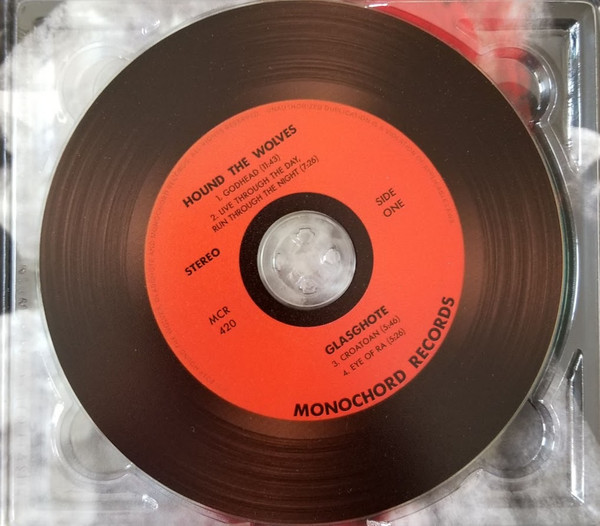 HOUND THE WOLVES
1. GODHEAD (11:43)
2. LIVE THROUGH THE DAY,
RUN THROUGH THE NIGHT (7:26)
SIDE
ONE
STEREO
MCR
420
GLASGHOTE
3. CROATOAN (5:46)
4. EYE OF RA (5:26)
MONOCHORD RECORDS